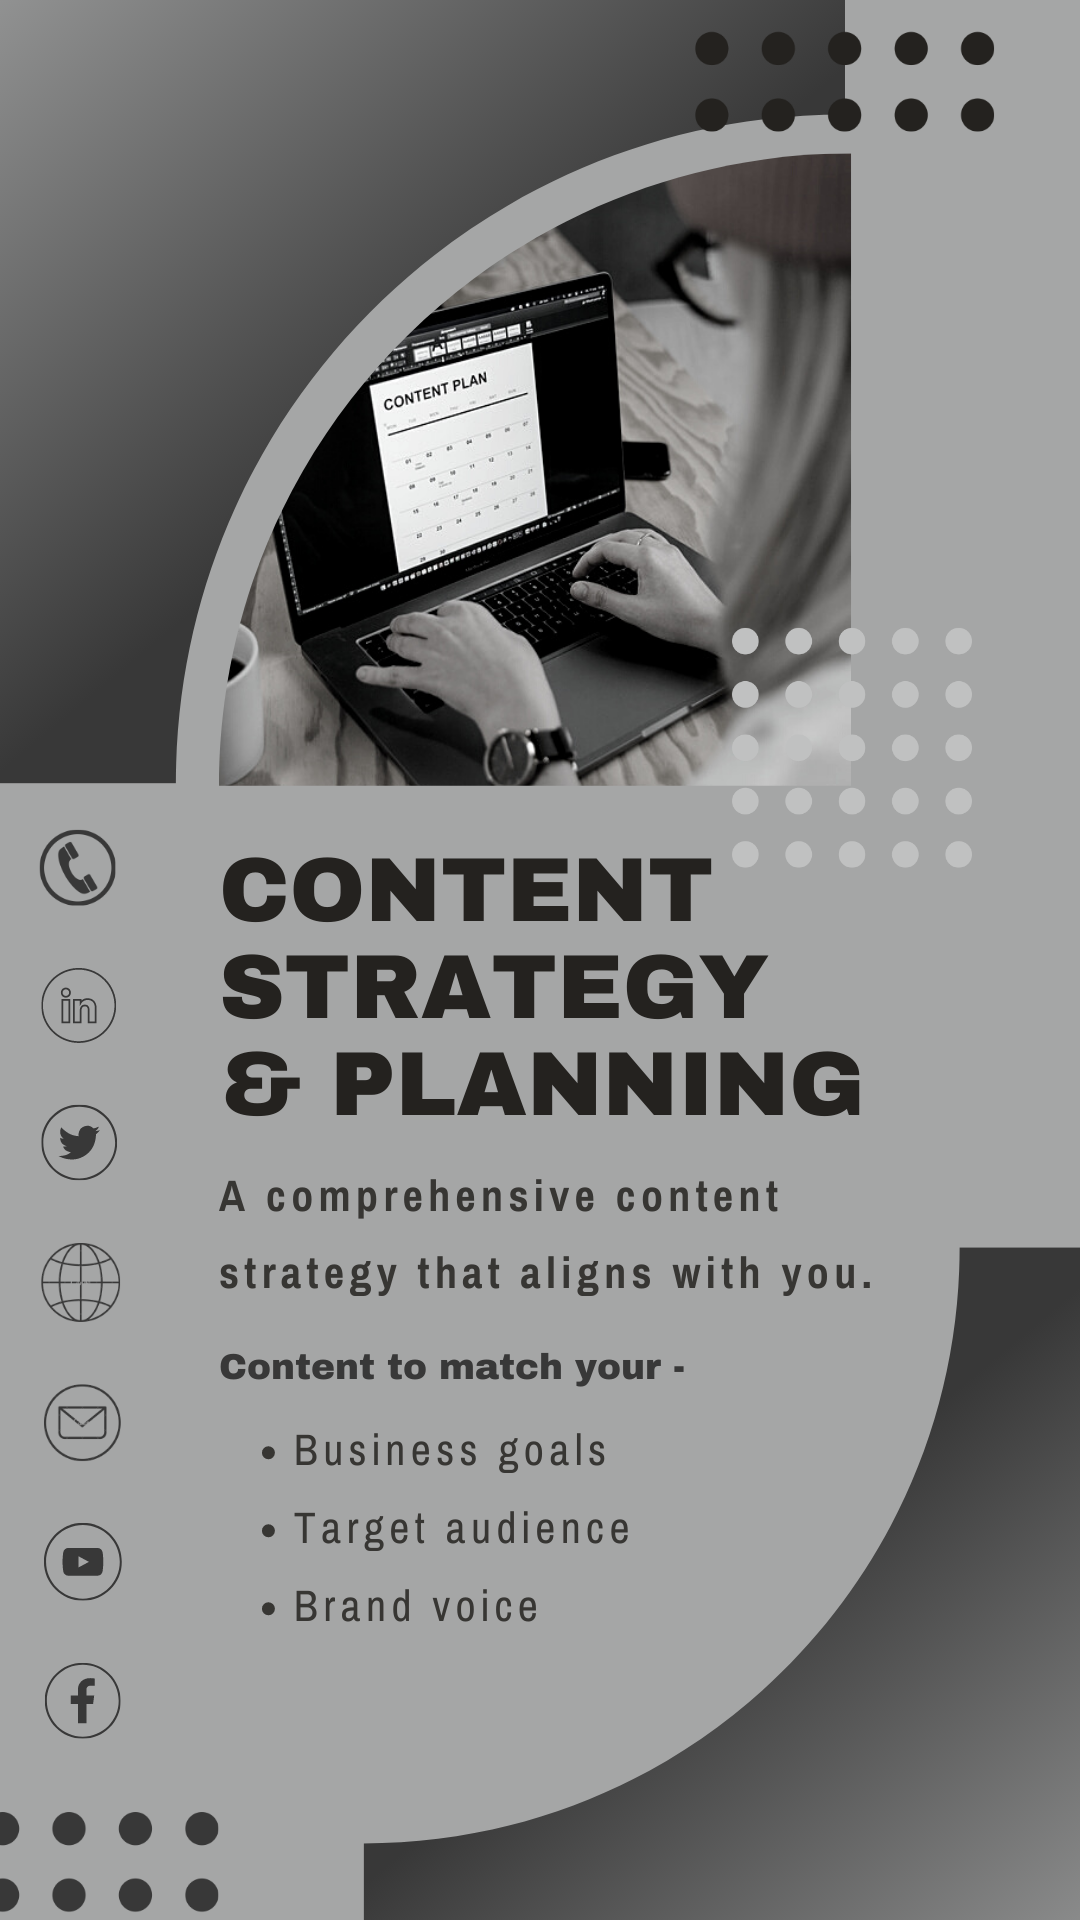 CONTENT PLAN
CONTENT
STRATEGY
& PLANNING
A comprehensive content
strategy that aligns with you.
Content to match your -
• Business goals
• Target audience
• Brand voice
in